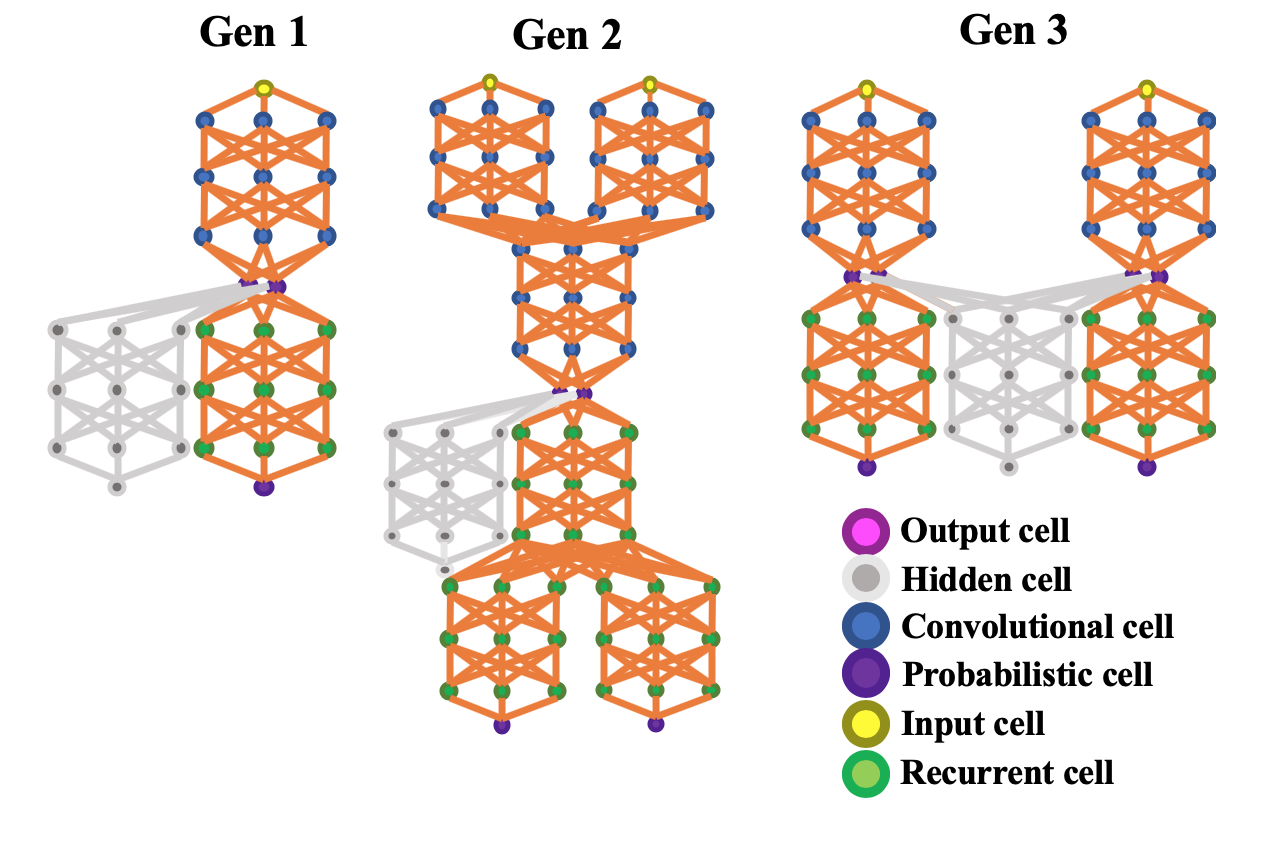 Gen 1
Gen 2
Gen 3
Output cell
Hidden cell
Convolutional cell
Probabilistic cell
Input cell
Recurrent cell